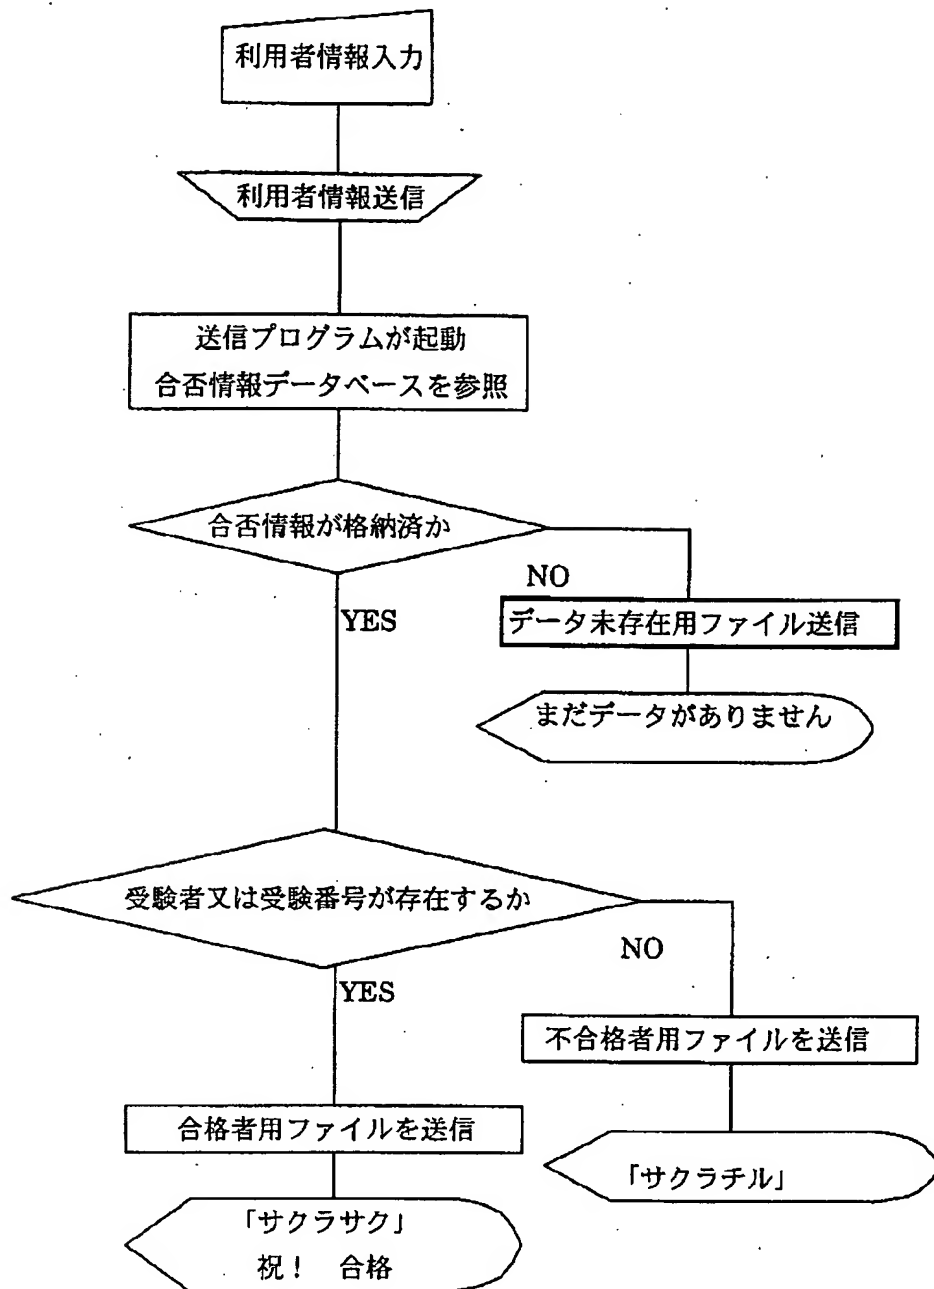 利用者情報入力
利用者情報送信
送信プログラムが起動
合否情報データベースを参照
合否情報が格納済か
NO
YES
データ未存在用ファイル送信
まだデータがありません
受験者又は受験番号が存在するか
NO
YES
不合格者用ファイルを送信
合格者用ファイルを送信
「サクラチル」
「サクラサク」
祝！　合格